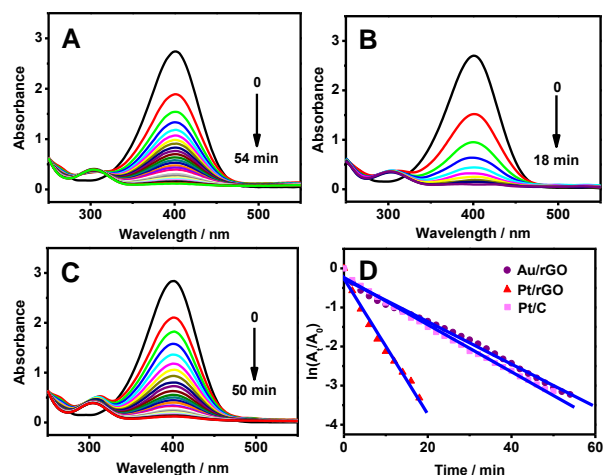 A
3
2
1
0
Absorbance
0
54 min
300
400
500
Wavelength / nm
B
3
2
1
0
Absorbance
0
18 min
300
400
500
Wavelength / nm
C
3
2
1
0
Absorbance
0
50 min
300
400
500
Wavelength / nm
D
0
-1
-2
-3
-4
ln(At/A0)
Au/rGO
Pt/rGO
Pt/C
0
20
40
60
Time / min